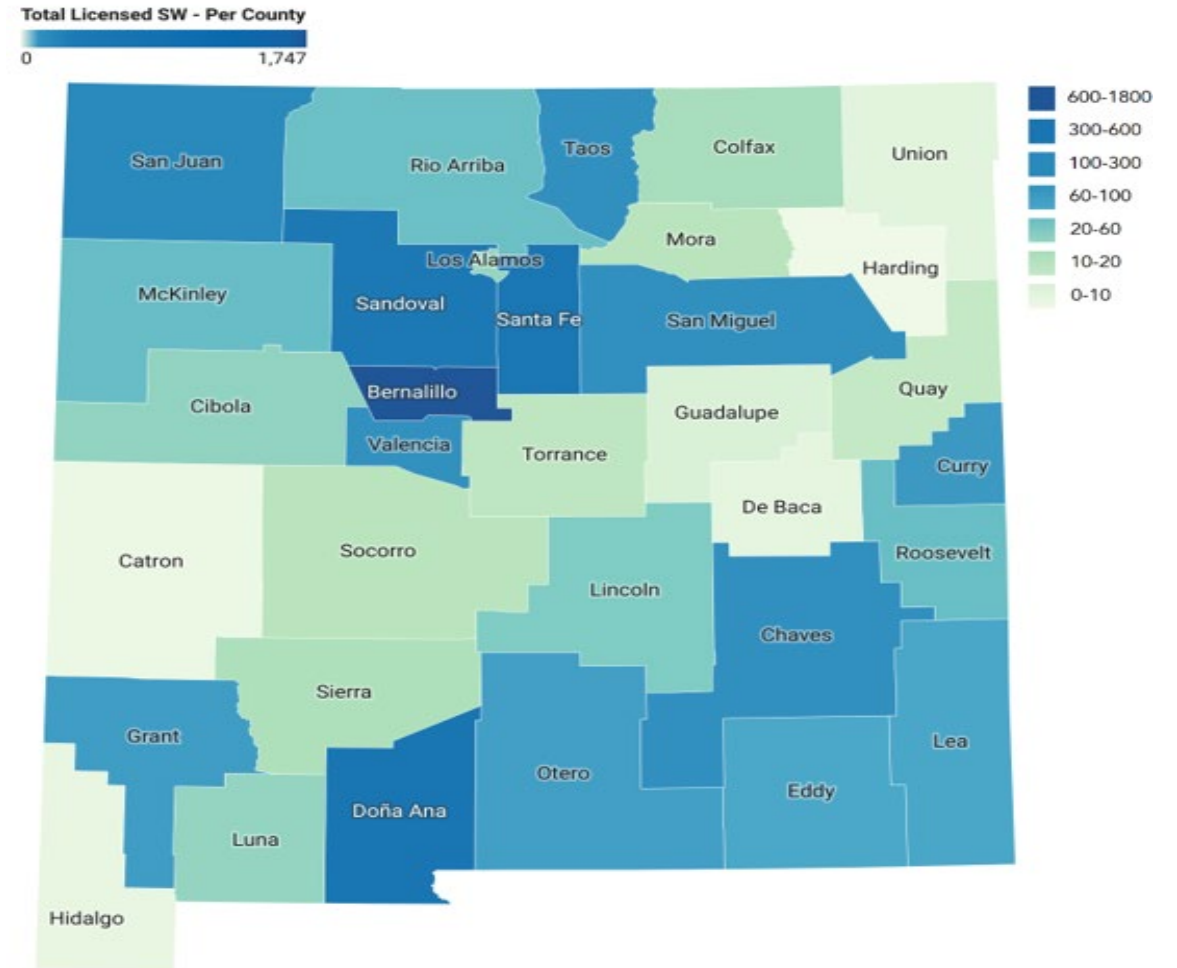 Total Licensed SW - Per County
0 1,747
600-1800
300-600
100-300
60-100
20-60
10-20
0-10
San Juan
Rio Arriba
Taos
Colfax
Union
Mora
Los Alamos
Harding
McKinley
Sandoval
Santa Fe
San Miguel
Cibola
Bernalillo
Guadalupe
Quay
Valencia
Torrance
Curry
De Baca
Catron
Socorro
Roosevelt
Lincoln
Chaves
Sierra
Grant
Otero
Lea
Eddy
Doña Ana
Luna
Hidalgo